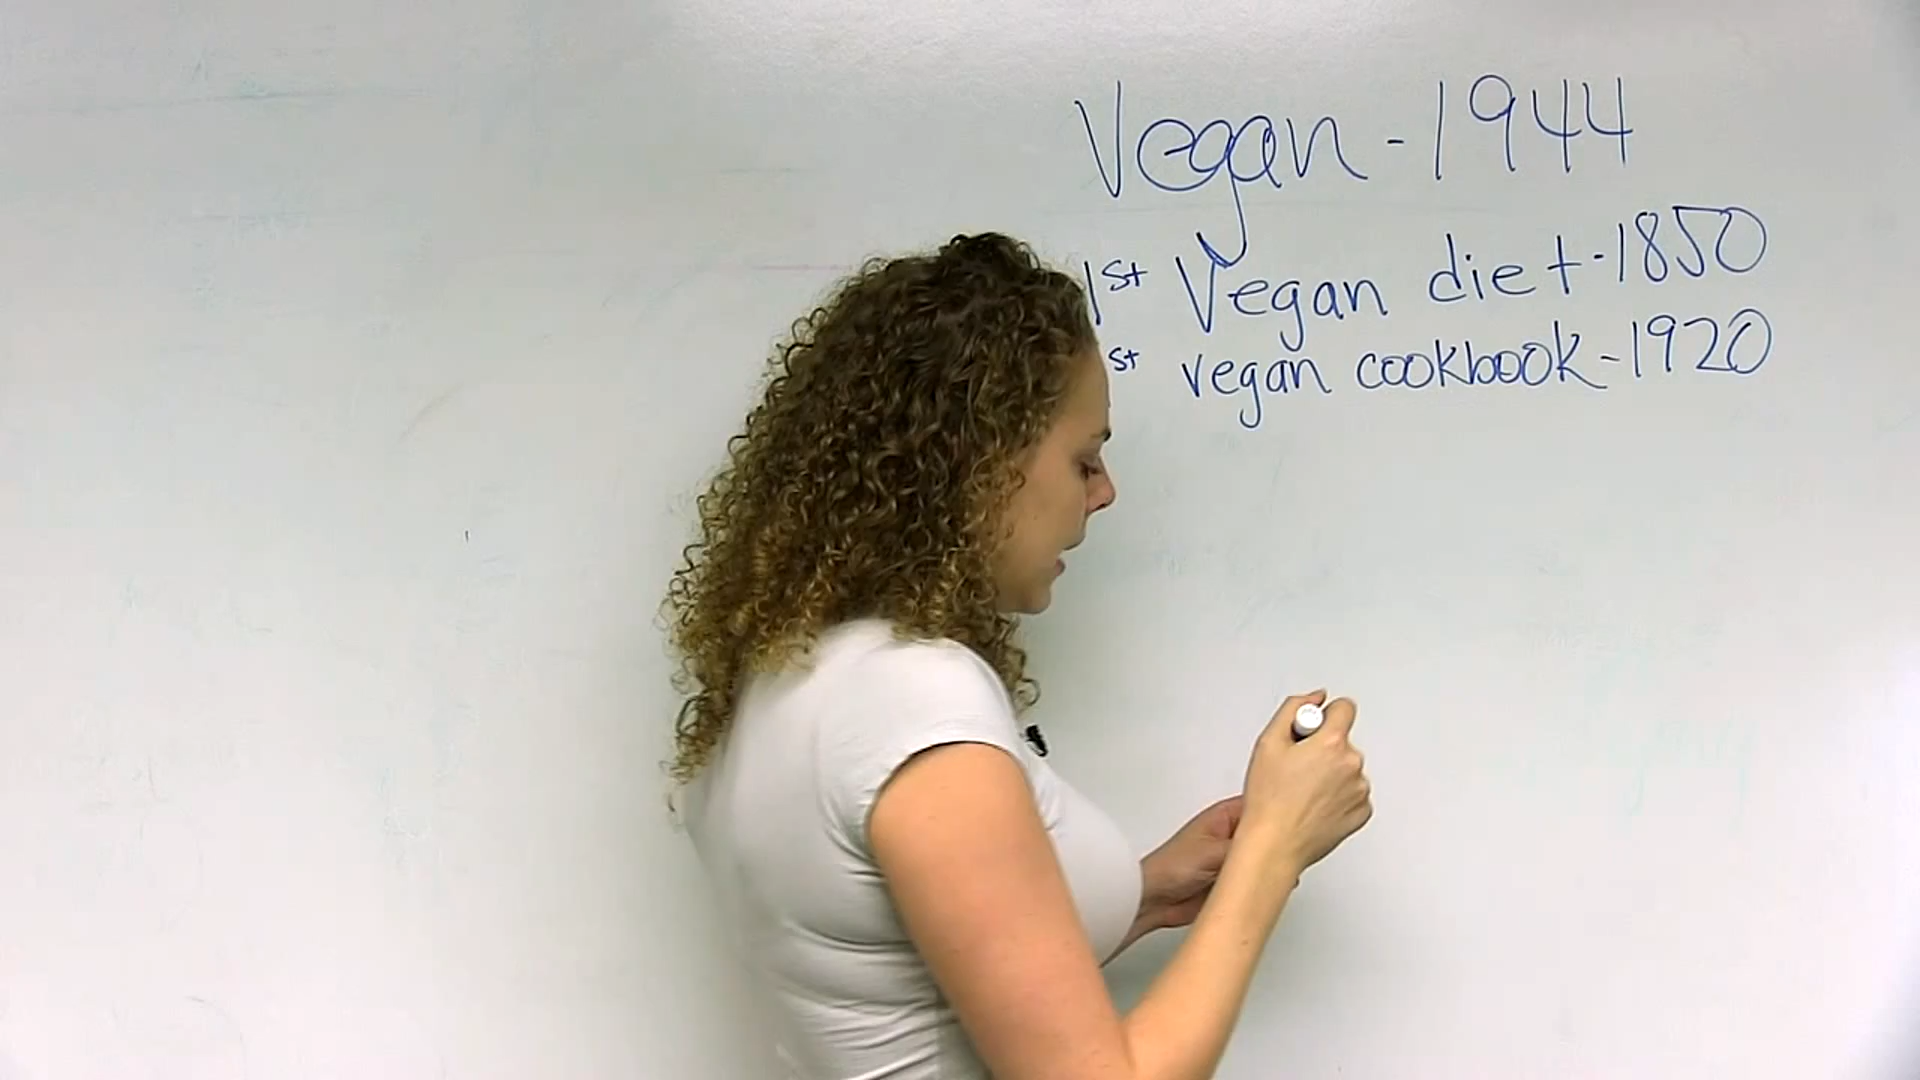 Vegan - 1944
1st Vegan diet - 1850
st vegan cookbook - 1920